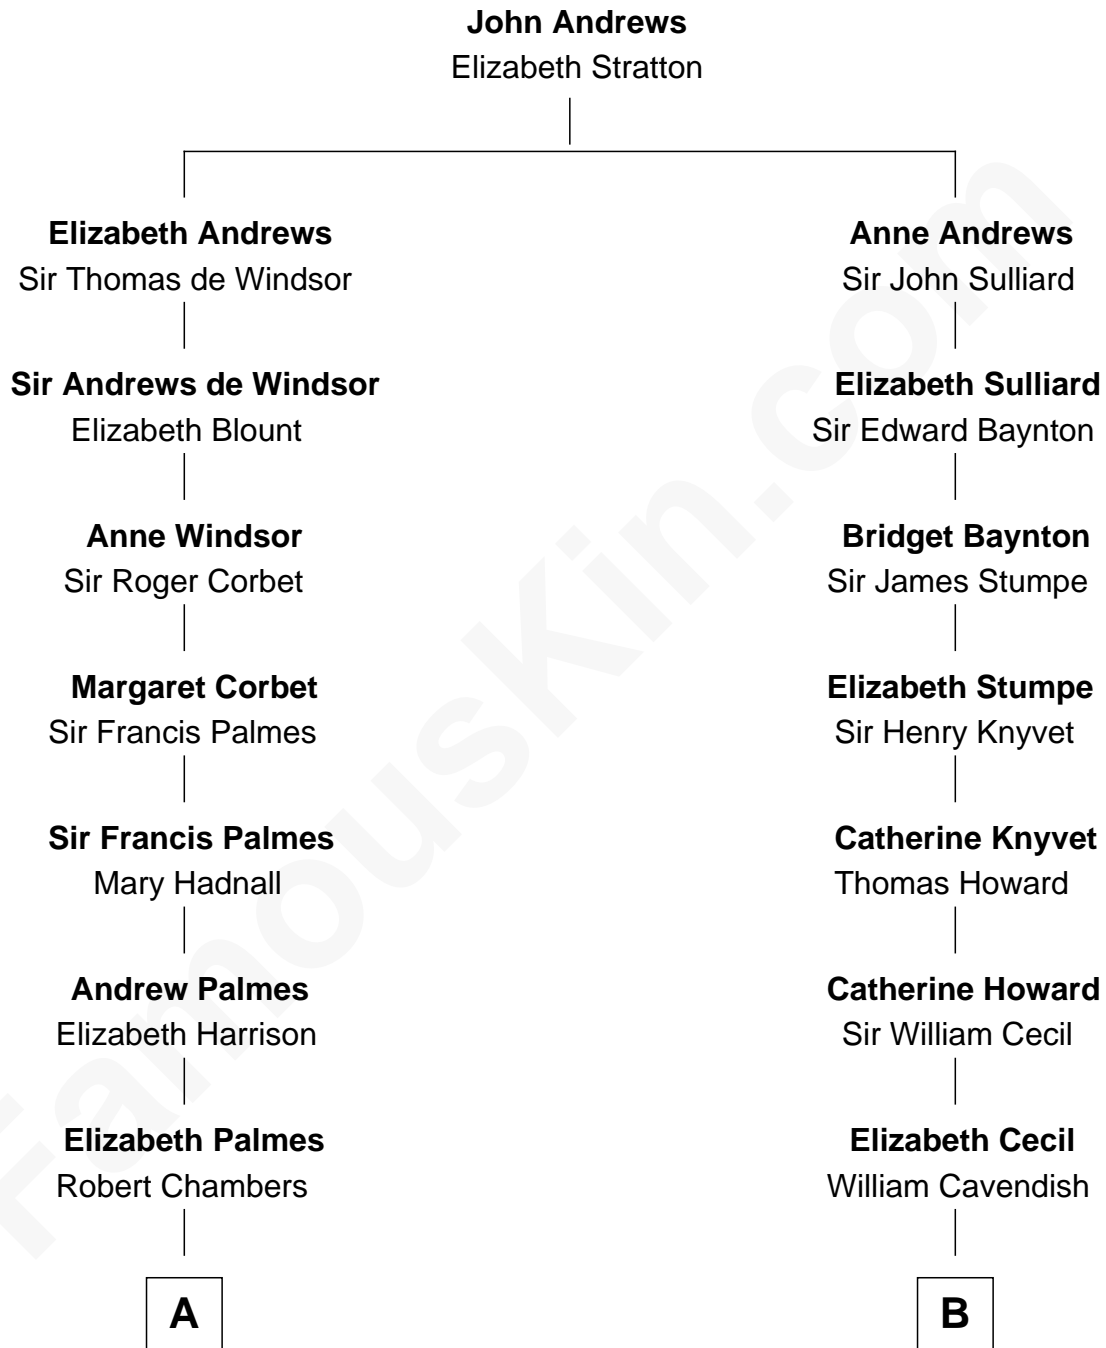 John Andrews
Elizabeth Stratton
Elizabeth Andrews
Sir Thomas de Windsor
Anne Andrews
Sir John Sulliard
Sir Andrews de Windsor
Elizabeth Blount
Elizabeth Sulliard
Sir Edward Baynton
Anne Windsor
Sir Roger Corbet
Bridget Baynton
Sir James Stumpe
Margaret Corbet
Sir Francis Palmes
Elizabeth Stumpe
Sir Henry Knyvet
Sir Francis Palmes
Mary Hadnall
Catherine Knyvet
Thomas Howard
Andrew Palmes
Elizabeth Harrison
Catherine Howard
Sir William Cecil
Elizabeth Palmes
Robert Chambers
Elizabeth Cecil
William Cavendish
A
B
FamousKin.com